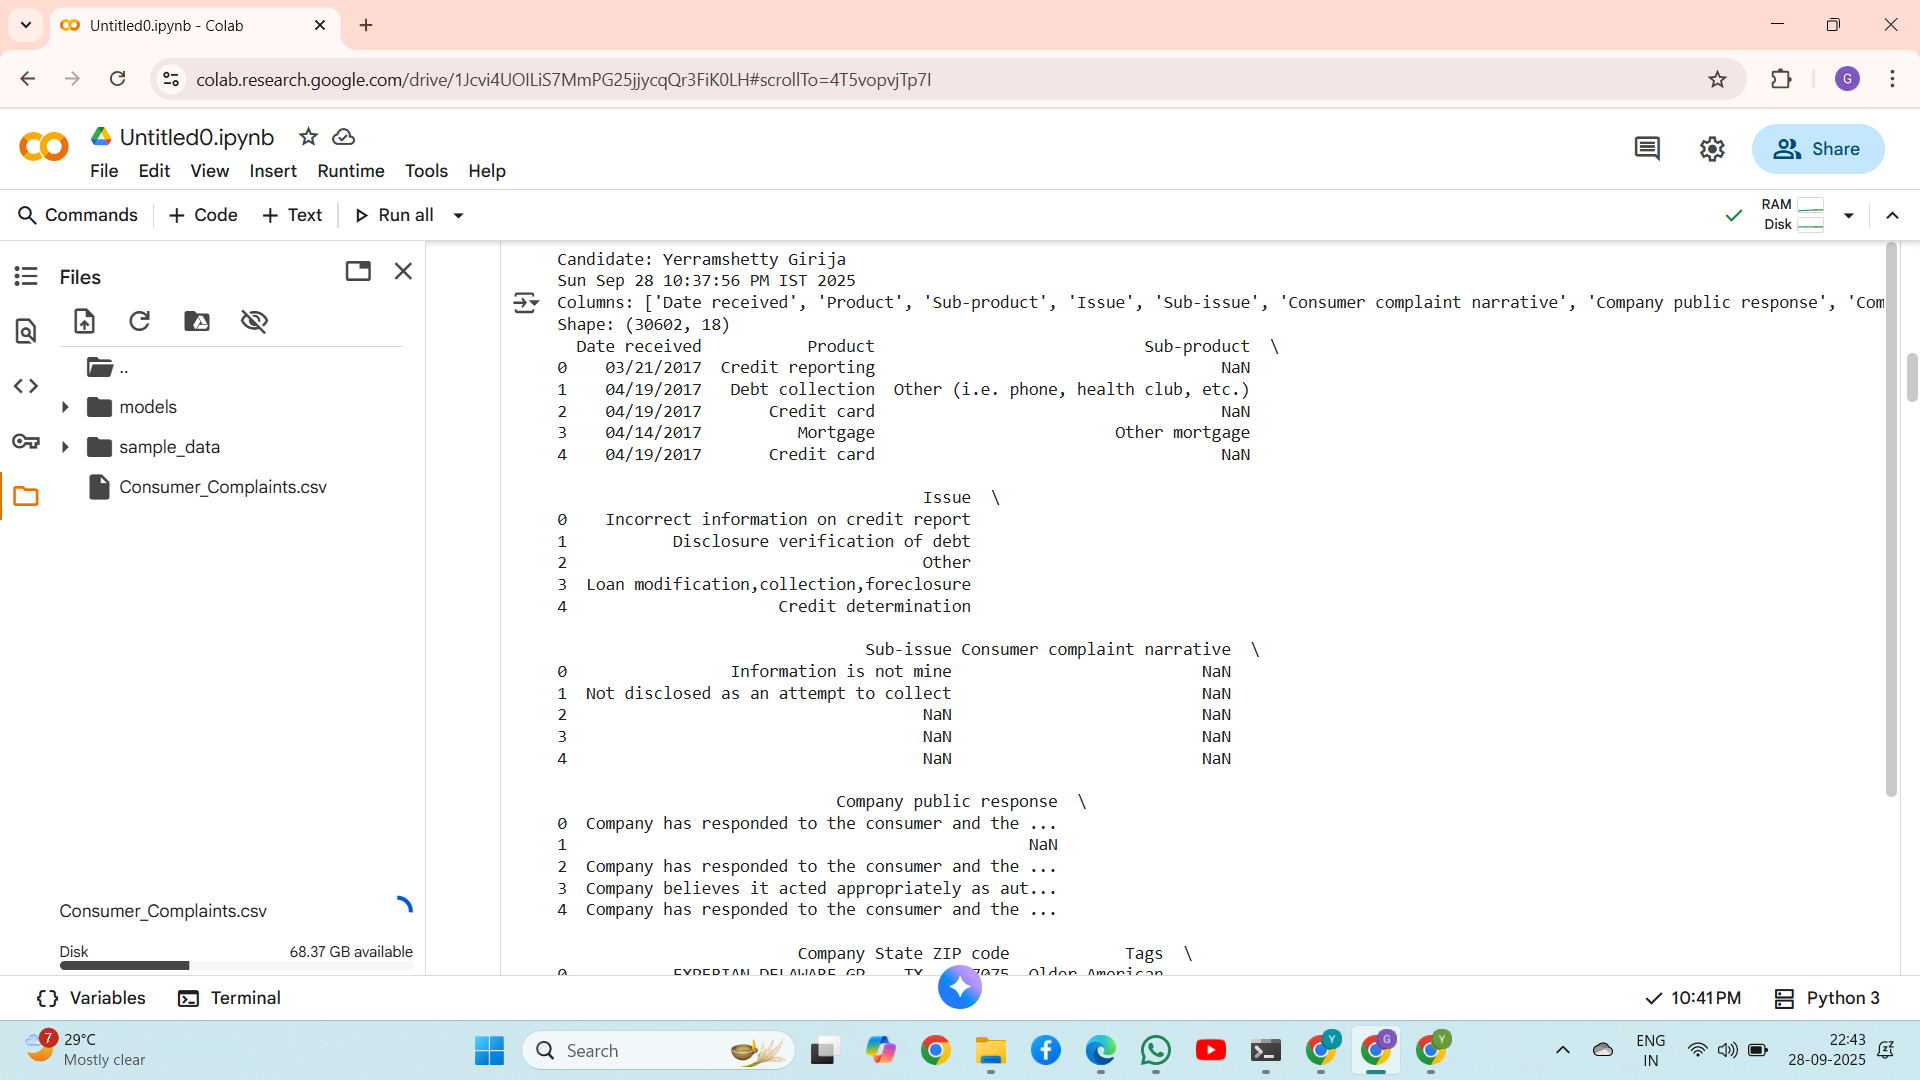 Untitled0.ipynb - Colab
colab.research.google.com/drive/1Jcvi4UOILiS7MmPG25jjycqQr3FiK0LH#scrollTo=4T5vopvjTp7I
G
Untitled0.ipynb
File Edit View Insert Runtime Tools Help
Share
Commands + Code + Text Run all
RAM
Disk
Files
..
models
sample_data
Consumer_Complaints.csv
Consumer_Complaints.csv
Disk 68.37 GB available
Candidate: Yerramshetty Girija
Sun Sep 28 10:37:56 PM IST 2025
Columns: ['Date received', 'Product', 'Sub-product', 'Issue', 'Sub-issue', 'Consumer complaint narrative', 'Company public response', 'Com
Shape: (30602, 18)
Date received Product Sub-product \
0 03/21/2017 Credit reporting NaN
1 04/19/2017 Debt collection Other (i.e. phone, health club, etc.)
2 04/19/2017 Credit card NaN
3 04/14/2017 Mortgage Other mortgage
4 04/19/2017 Credit card NaN
Issue \
0 Incorrect information on credit report
1 Disclosure verification of debt
2 Other
3 Loan modification,collection,foreclosure
4 Credit determination
Sub-issue Consumer complaint narrative \
0 Information is not mine NaN
1 Not disclosed as an attempt to collect NaN
2 NaN NaN
3 NaN NaN
4 NaN NaN
Company public response \
0 Company has responded to the consumer and the ...
1 NaN
2 Company has responded to the consumer and the ...
3 Company believes it acted appropriately as aut...
4 Company has responded to the consumer and the ...
Company State ZIP code Tags \
0 EXPERIAN DELAWARE GP TX Older American
{} Variables Terminal
10:41 PM Python 3
7
29°C
Mostly clear
Search
Y
G
Y
ENG
IN
22:43
28-09-2025